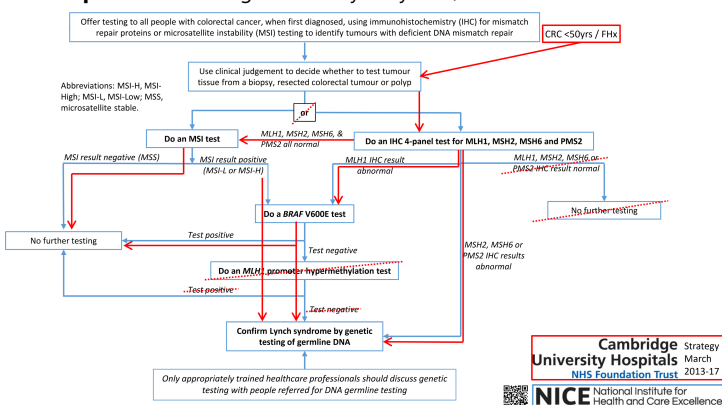 Offer testing to all people with colorectal cancer, when first diagnosed, using immunohistochemistry (IHC) for mismatch
repair proteins or microsatellite instability (MSI) testing to identify tumours with deficient DNA mismatch repair
CRC <50yrs / FHx
Use clinical judgement to decide whether to test tumour
tissue from a biopsy, resected colorectal tumour or polyp
Abbreviations: MSI-H, MSI-
High; MSI-L, MSI-Low; MSS,
microsatellite stable.
or
Do an MSI test
MLH1, MSH2, MSH6, &
PMS2 all normal
Do an IHC 4-panel test for MLH1, MSH2, MSH6 and PMS2
MSI result negative (MSS)
MSI result positive
(MSI-L or MSI-H)
MLH1 IHC result
abnormal
MLH1, MSH2, MSH6 or
PMS2 IHC result normal
Do a BRAF V600E test
No further testing
No further testing
Test positive
Test negative
MSH2, MSH6 or
PMS2 IHC results
abnormal
Do an MLH1 promoter hypermethylation test
Test positive
Test negative
Confirm Lynch syndrome by genetic
testing of germline DNA
Only appropriately trained healthcare professionals should discuss genetic
testing with people referred for DNA germline testing
Cambridge
University Hospitals
NHS Foundation Trust
Strategy
March
2013-17
NICE National Institute for
Health and Care Excellence